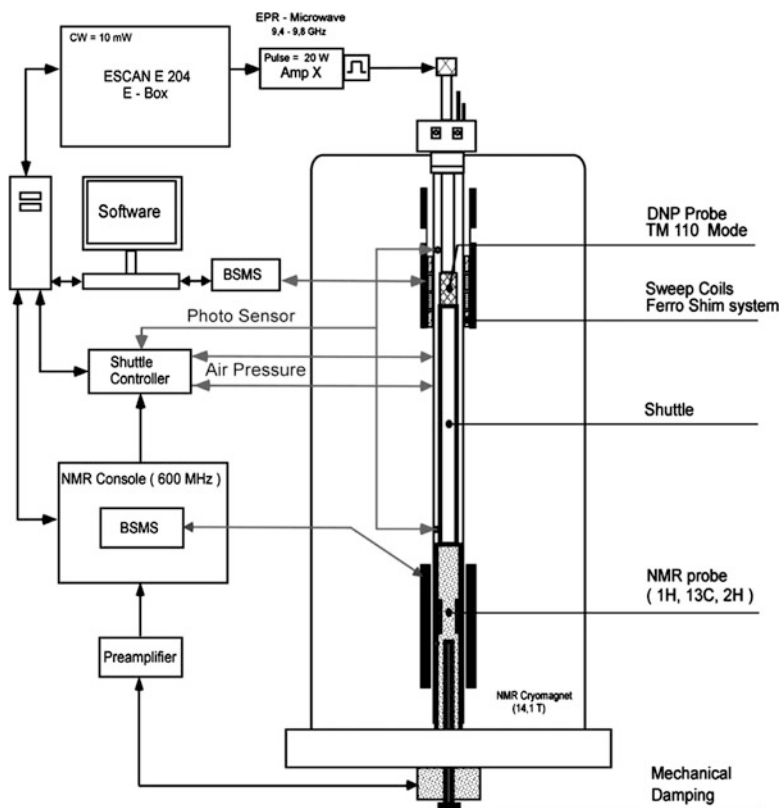 EPR - Microwave
9,4 - 9,8 GHz
CW = 10 mW
ESCAN E 204
E - Box
Pulse = 20 W
Amp X
Software
BSMS
Photo Sensor
Shuttle
Controller
Air Pressure
NMR Console ( 600 MHz )
BSMS
Preamplifier
DNP Probe
TM 110 Mode
Sweep Coils
Ferro Shim system
Shuttle
NMR probe
( 1H, 13C, 2H )
NMR Cryomagnet
(14,1 T)
Mechanical
Damping